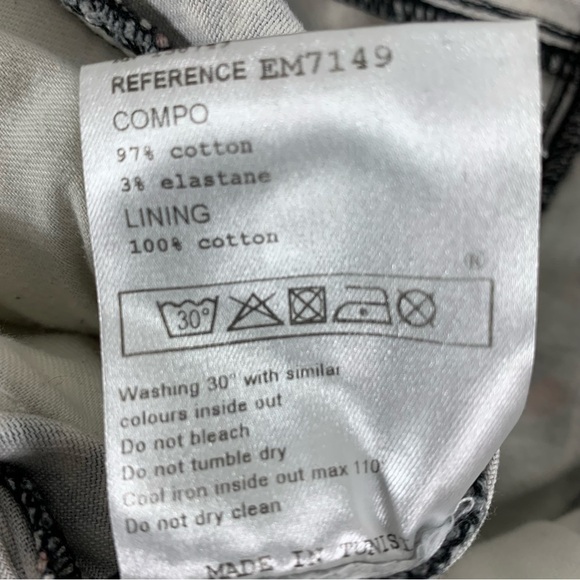 REFERENCE EM7149
COMPO
97% cotton
3% elastane
LINING
100% cotton
®
30°
Washing 30° with similar
colours inside out
Do not bleach
Do not tumble dry
Cool iron inside out max 110°
Do not dry clean
MADE IN TUNIS